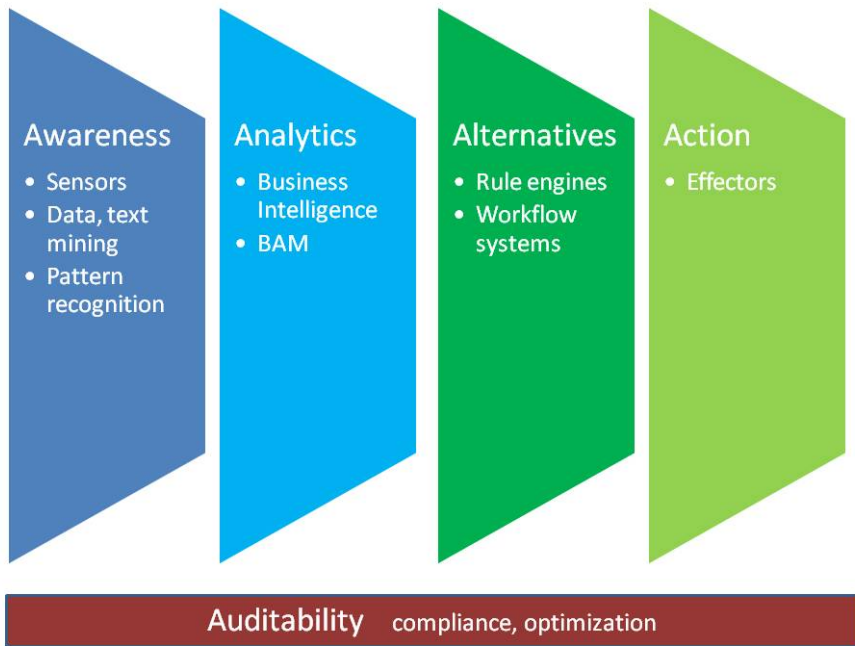 Awareness
• Sensors
• Data, text
mining
• Pattern
recognition
Analytics
• Business
Intelligence
• BAM
Alternatives
• Rule engines
• Workflow
systems
Action
• Effectors
Auditability compliance, optimization